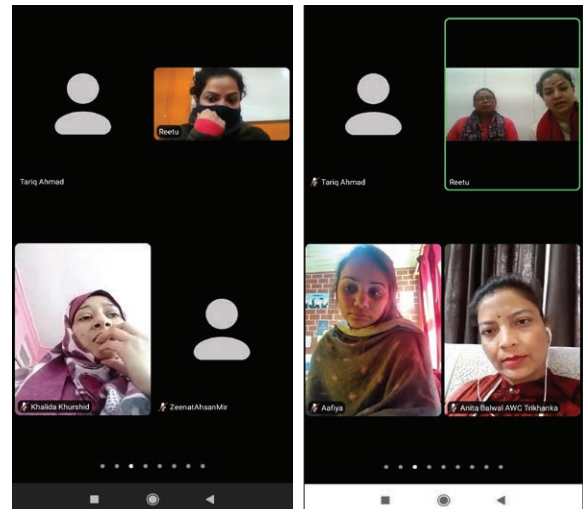 Reetu
Tariq Ahmad
Khalida Khurshid
ZeenatAhsanMir
Tariq Ahmad
Reetu
Aafiya
Anita Balwal AWC Trikhanka